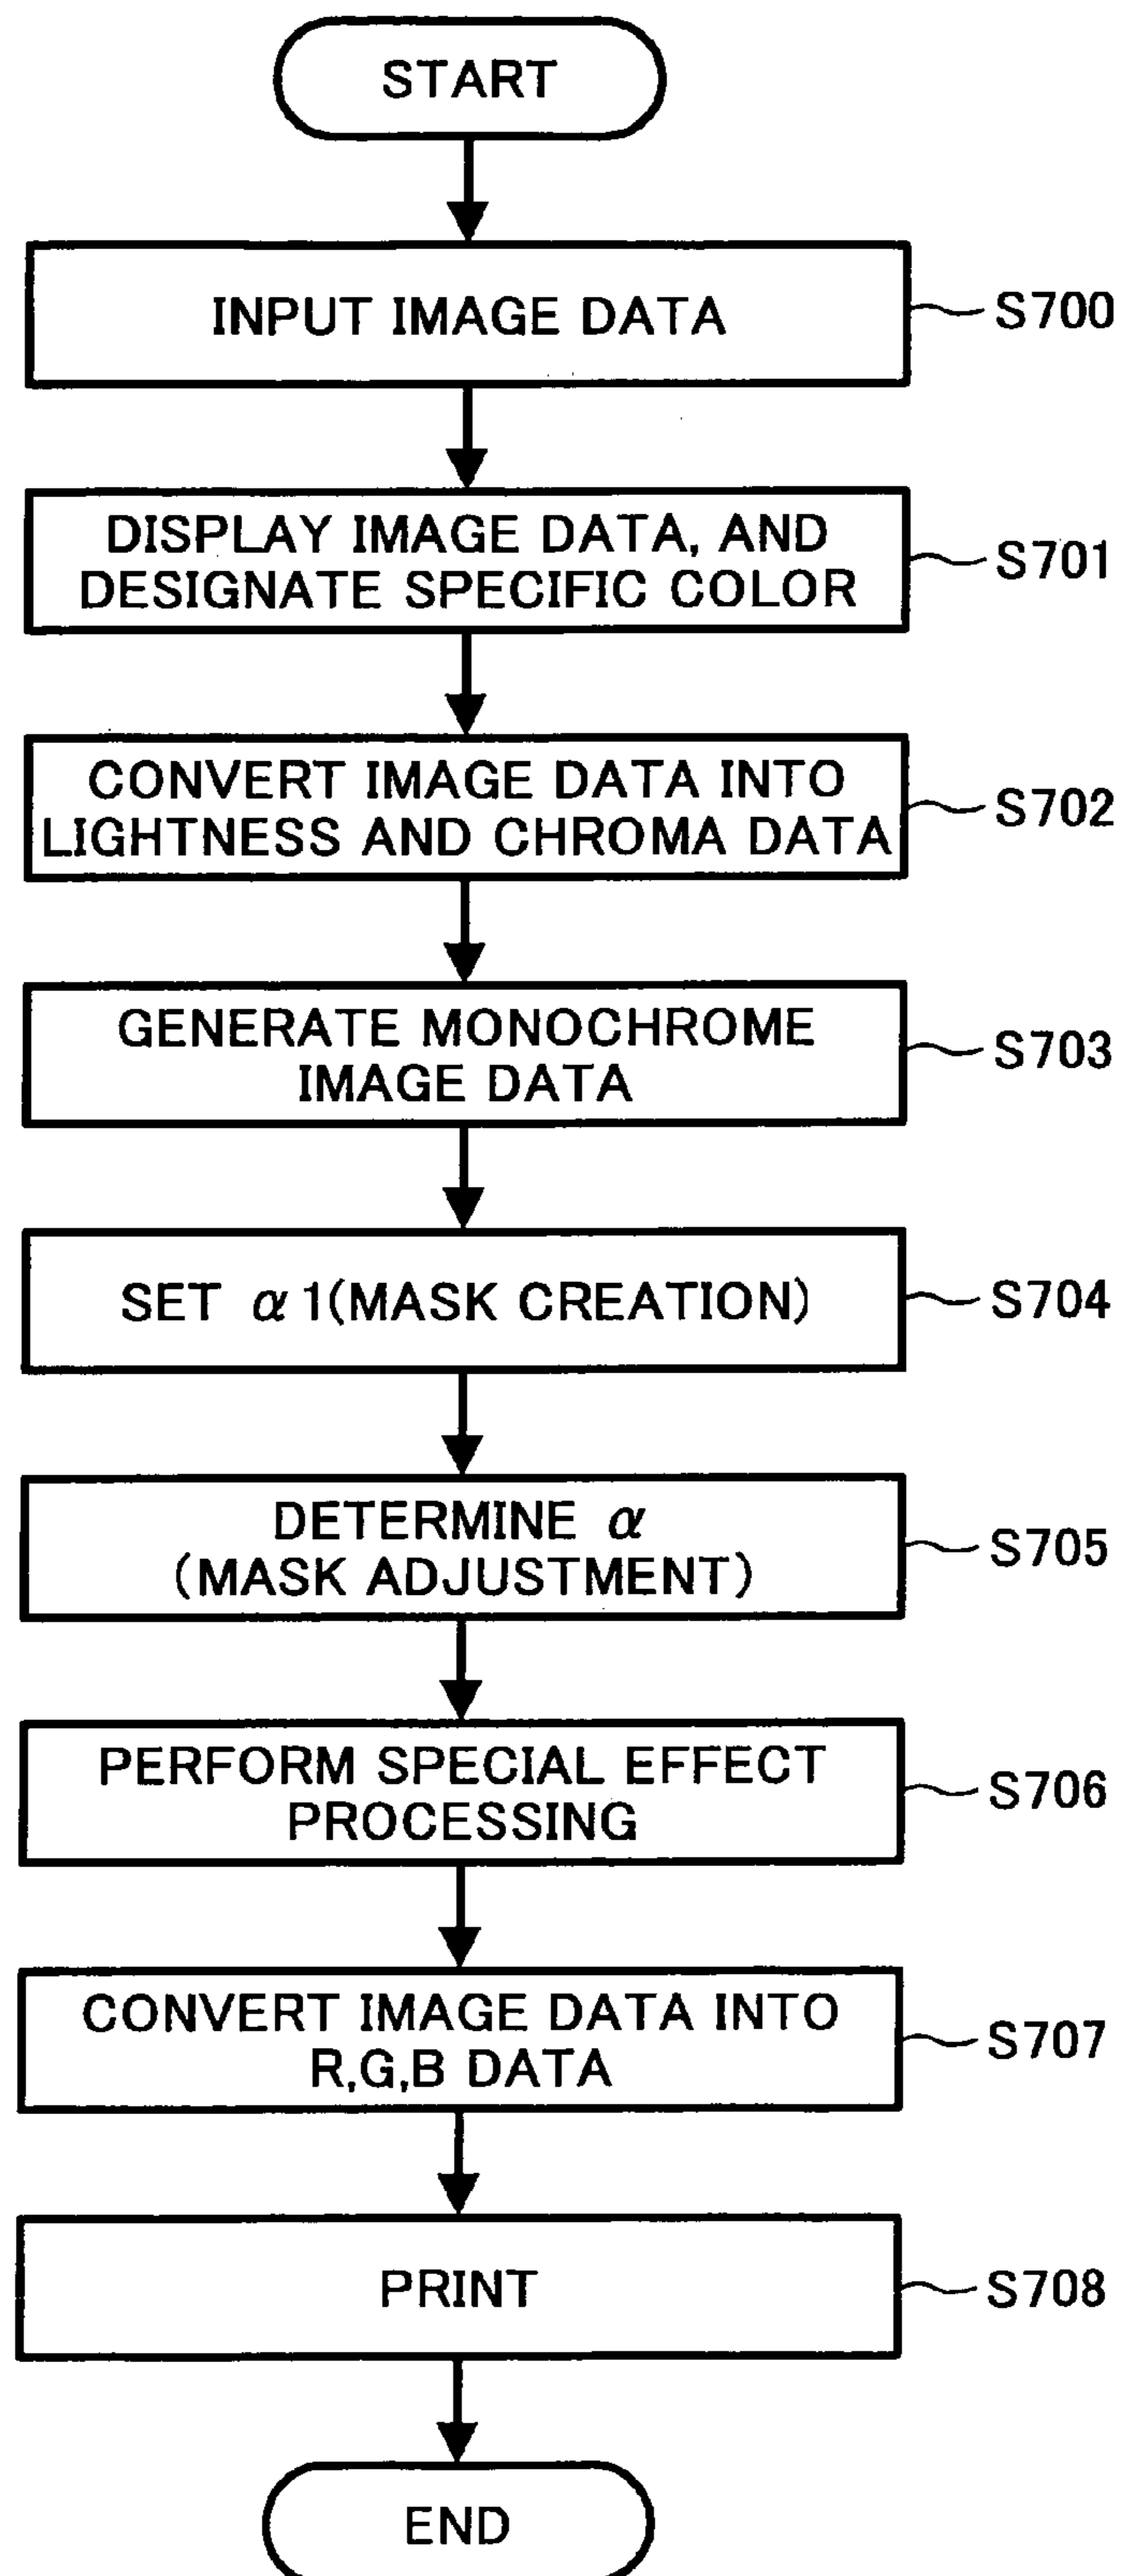 START
INPUT IMAGE DATA
S700
DISPLAY IMAGE DATA, AND
DESIGNATE SPECIFIC COLOR
S701
CONVERT IMAGE DATA INTO
LIGHTNESS AND CHROMA DATA
S702
GENERATE MONOCHROME
IMAGE DATA
S703
SET α1(MASK CREATION)
S704
DETERMINE α
(MASK ADJUSTMENT)
S705
PERFORM SPECIAL EFFECT
PROCESSING
S706
CONVERT IMAGE DATA INTO
R,G,B DATA
S707
PRINT
S708
END